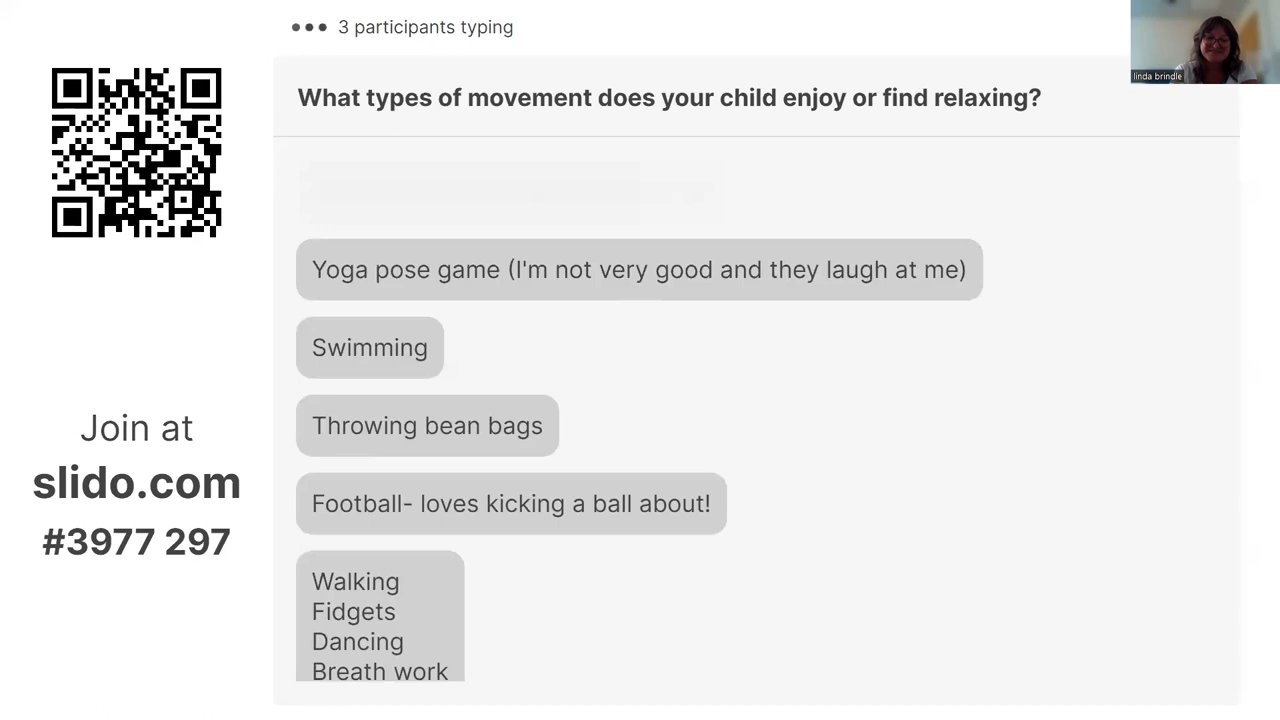 3 participants typing
linda brindle
What types of movement does your child enjoy or find relaxing?
Yoga pose game (I'm not very good and they laugh at me)
Swimming
Throwing bean bags
Football- loves kicking a ball about!
Walking
Fidgets
Dancing
Breath work
Join at
slido.com
#3977 297